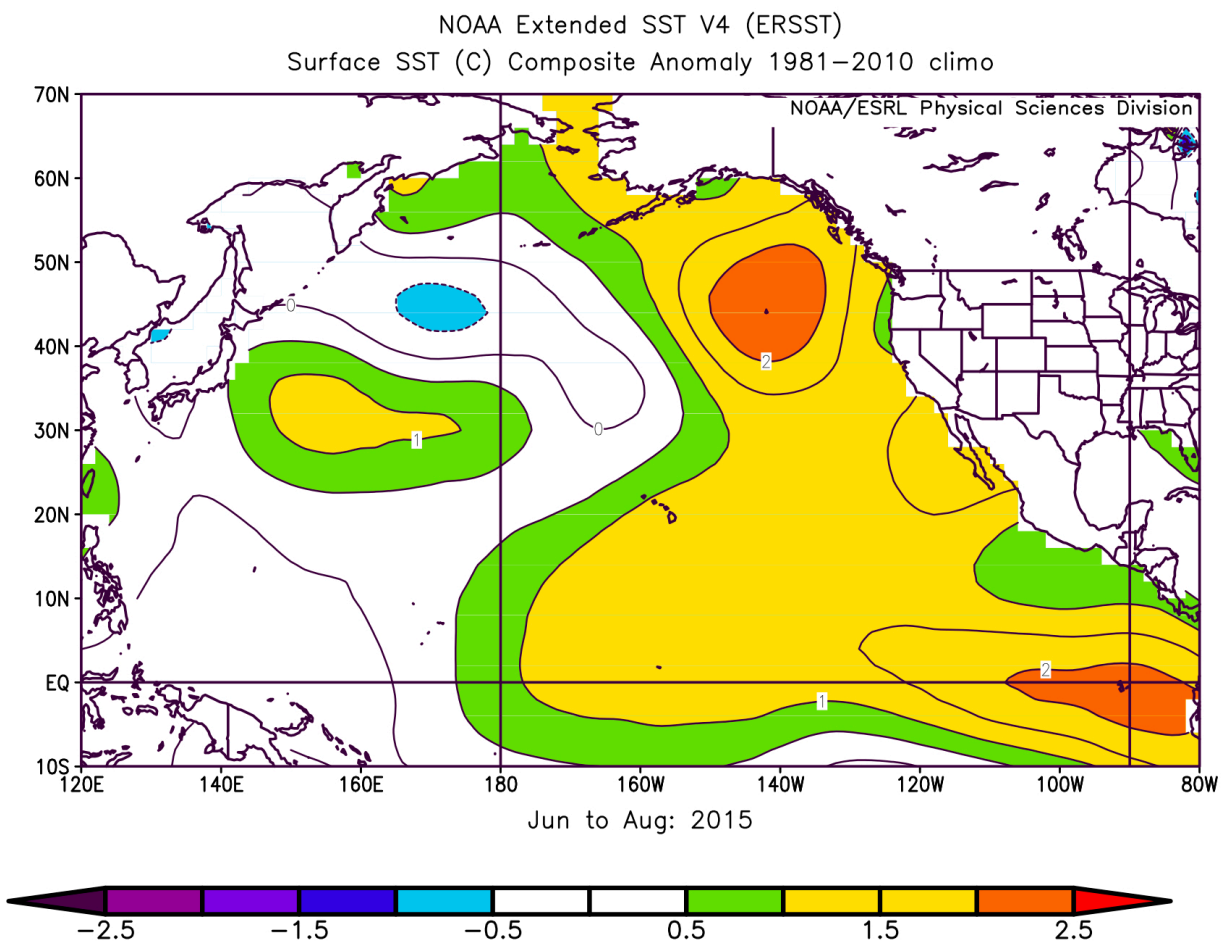 NOAA Extended SST V4 (ERSST)
Surface SST (C) Composite Anomaly 1981-2010 climo
70N
NOAA/ESRL Physical Sciences Division
60N
50N
0
40N
2
30N
1
0
20N
10N
EQ
2
1
10S
120E 140E 160E 180 160W 140W 120W 100W 80W
Jun to Aug: 2015
-2.5 -1.5 -0.5 0.5 1.5 2.5